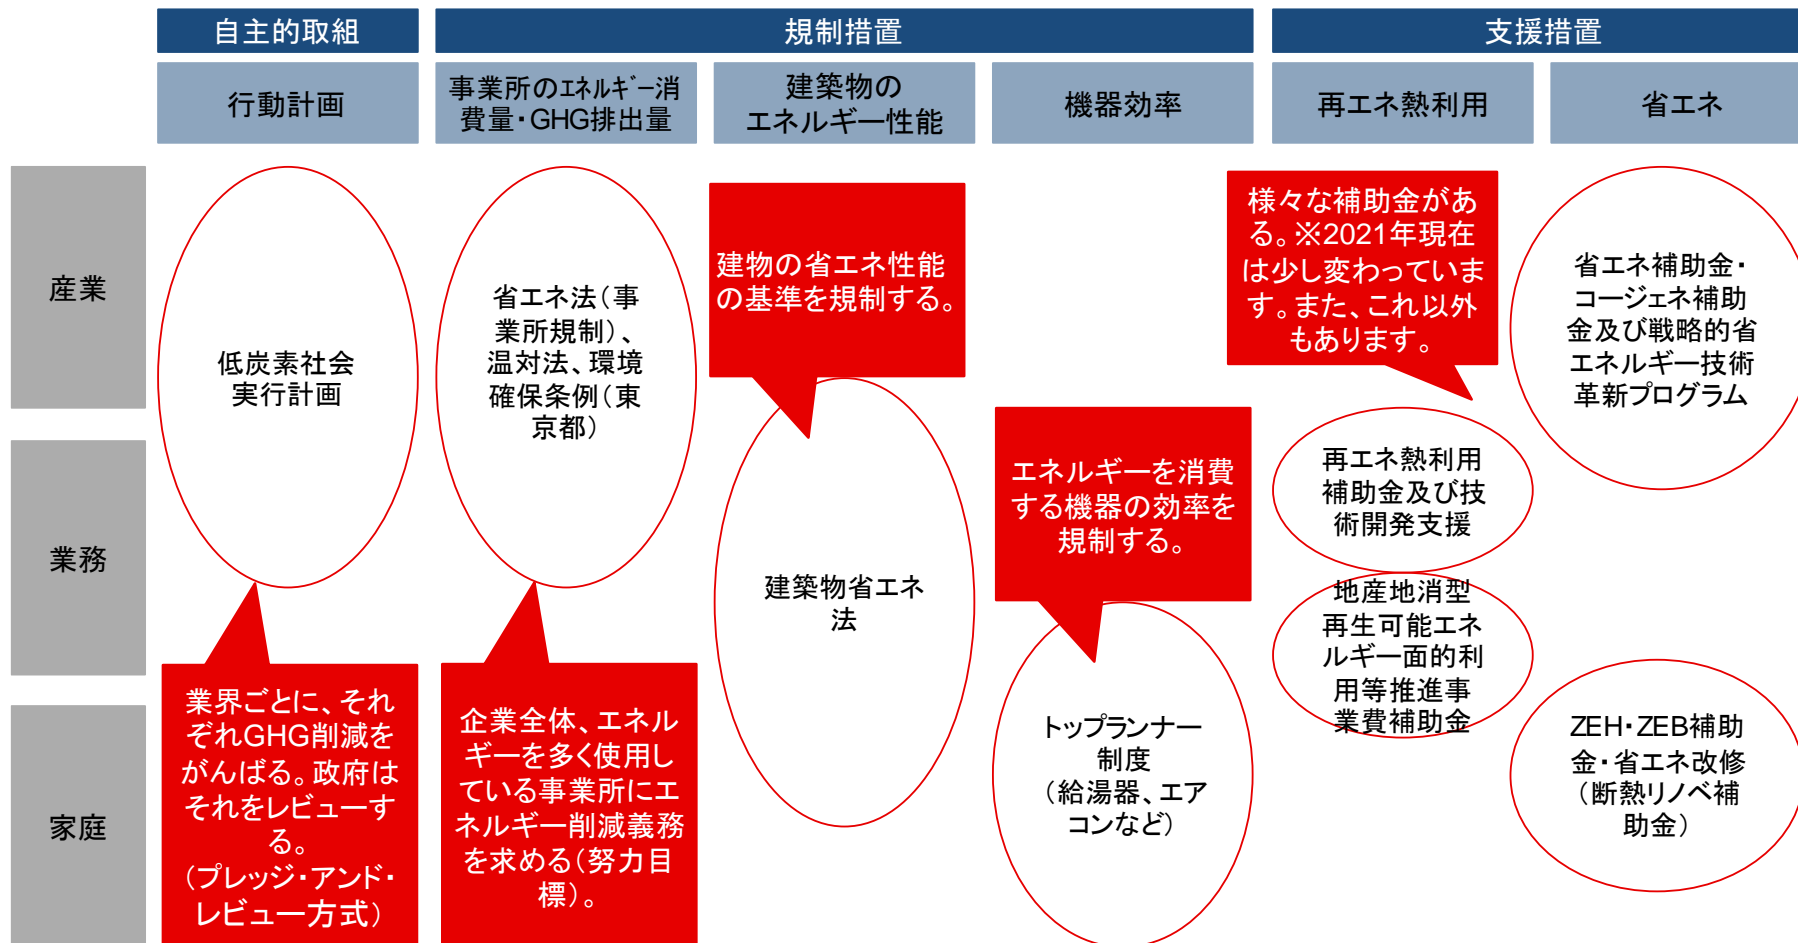 自主的取組
規制措置
支援措置
行動計画
事業所のエネルギー消
費量・GHG排出量
建築物の
エネルギー性能
機器効率
再エネ熱利用
省エネ
産業
業務
家庭
低炭素社会
実行計画
業界ごとに、それ
ぞれGHG削減を
がんばる。政府は
それをレビューす
る。
（プレッジ・アンド・
レビュー方式）
省エネ法（事
業所規制）、
温対法、環境
確保条例（東
京都）
企業全体、エネル
ギーを多く使用し
ている事業所にエ
ネルギー削減義務
を求める（努力目
標）。
建物の省エネ性能
の基準を規制する。
建築物省エネ
法
エネルギーを消費
する機器の効率を
規制する。
トップランナー
制度
（給湯器、エア
コンなど）
様々な補助金があ
る。※2021年現在
は少し変わっていま
す。また、これ以外
もあります。
再エネ熱利用
補助金及び技
術開発支援
地産地消型
再生可能エネ
ルギー面的利
用等推進事
業費補助金
省エネ補助金・
コージェネ補助
金及び戦略的省
エネルギー技術
革新プログラム
ZEH・ZEB補助
金・省エネ改修
（断熱リノベ補
助金）